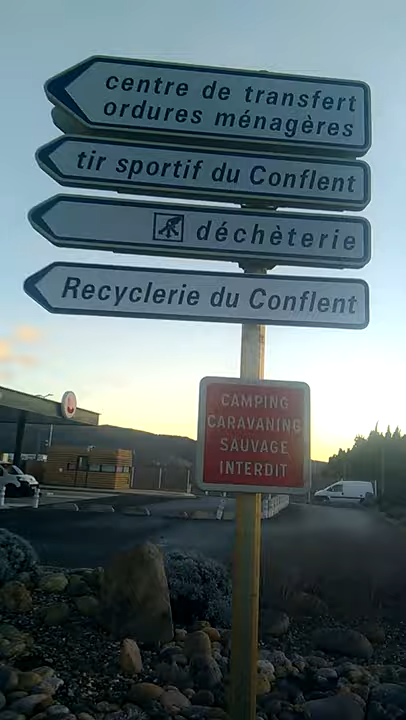 centre de transfert
ordures ménagères
tir sportif du Conflent
déchèterie
Recyclerie du Conflent
CAMPING
CARAVANING
SAUVAGE
INTERDIT